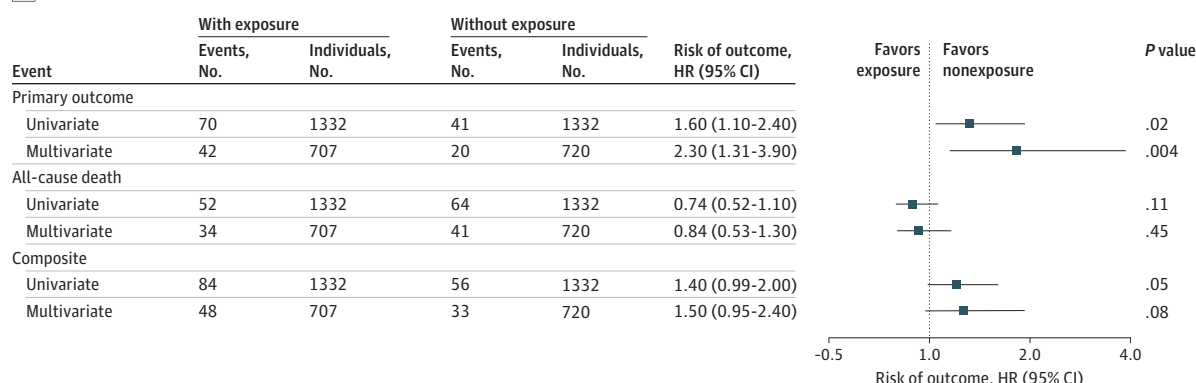 With exposure Without exposure
Events, Individuals, Events, Individuals, Risk of outcome, Favors Favors P value
Event No. No. No. No. HR (95% CI) exposure nonexposure
Primary outcome
Univariate 70 1332 41 1332 1.60 (1.10-2.40) .02
Multivariate 42 707 20 720 2.30 (1.31-3.90) .004
All-cause death
Univariate 52 1332 64 1332 0.74 (0.52-1.10) .11
Multivariate 34 707 41 720 0.84 (0.53-1.30) .45
Composite
Univariate 84 1332 56 1332 1.40 (0.99-2.00) .05
Multivariate 48 707 33 720 1.50 (0.95-2.40) .08
-0.5 1.0 2.0 4.0
Risk of outcome, HR (95% CI)